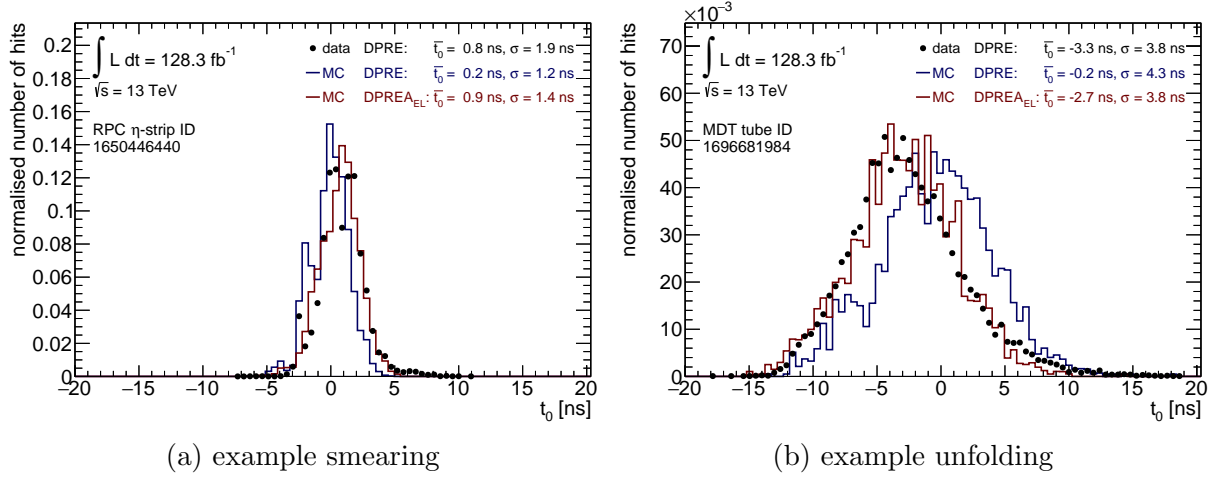 normalised number of hits
0.2
0.18
0.16
0.14
0.12
0.1
0.08
0.06
0.04
0.02
0
∫ L dt = 128.3 fb⁻¹
√s = 13 TeV
RPC η-strip ID
1650446440
data DPRE: t̅₀ = 0.8 ns, σ = 1.9 ns
MC DPRE: t̅₀ = 0.2 ns, σ = 1.2 ns
MC DPREA_EL: t̅₀ = 0.9 ns, σ = 1.4 ns
−20 −15 −10 −5 0 5 10 15 20
t₀ [ns]
(a) example smearing
×10⁻³
normalised number of hits
70
60
50
40
30
20
10
0
∫ L dt = 128.3 fb⁻¹
√s = 13 TeV
MDT tube ID
1696681984
data DPRE: t̅₀ = -3.3 ns, σ = 3.8 ns
MC DPRE: t̅₀ = -0.2 ns, σ = 4.3 ns
MC DPREA_EL: t̅₀ = -2.7 ns, σ = 3.8 ns
−20 −15 −10 −5 0 5 10 15 20
t₀ [ns]
(b) example unfolding